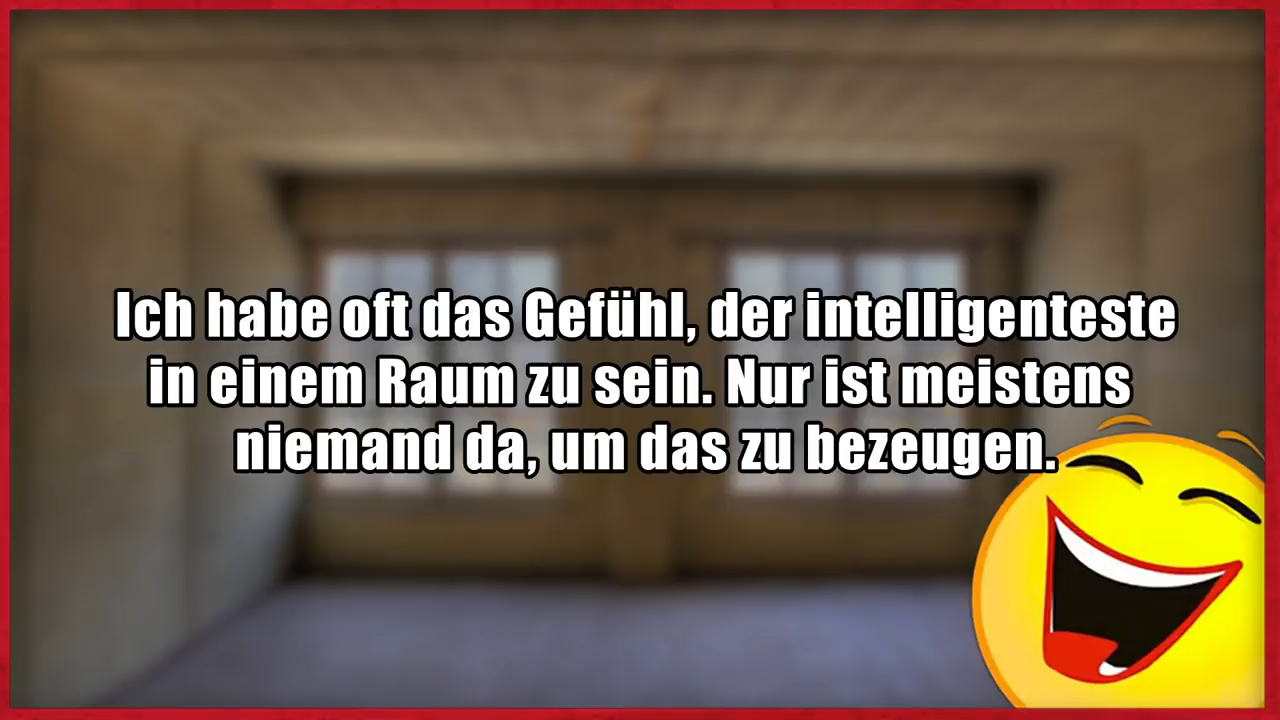 Ich habe oft das Gefühl, der intelligenteste
in einem Raum zu sein. Nur ist meistens
niemand da, um das zu bezeugen.